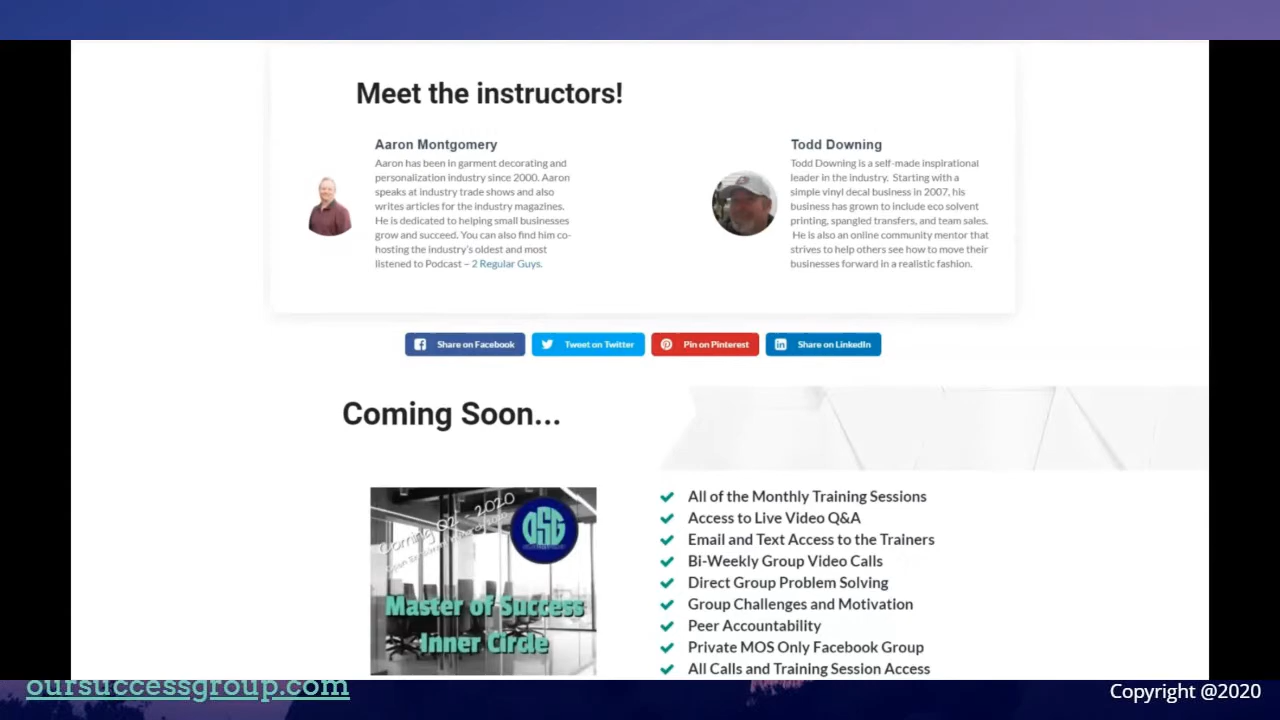 Meet the instructors!
Aaron Montgomery
Aaron has been in garment decorating and
personalization industry since 2000. Aaron
speaks at industry trade shows and also
writes articles for the industry magazines.
He is dedicated to helping small businesses
grow and succeed. You can also find him co-
hosting the industry's oldest and most
listened to Podcast – 2 Regular Guys.
Todd Downing
Todd Downing is a self-made inspirational
leader in the industry. Starting with a
simple vinyl decal business in 2007, his
business has grown to include eco solvent
printing, spangled transfers, and team sales.
He is also an online community mentor that
strives to help others see how to move their
businesses forward in a realistic fashion.
Share on Facebook
Tweet on Twitter
Pin on Pinterest
Share on LinkedIn
Coming Soon...
Coming Q2 - 2020
OSG
Master of Success
Inner Circle
All of the Monthly Training Sessions
Access to Live Video Q&A
Email and Text Access to the Trainers
Bi-Weekly Group Video Calls
Direct Group Problem Solving
Group Challenges and Motivation
Peer Accountability
Private MOS Only Facebook Group
All Calls and Training Session Access
oursuccessgroup.com
Copyright @2020